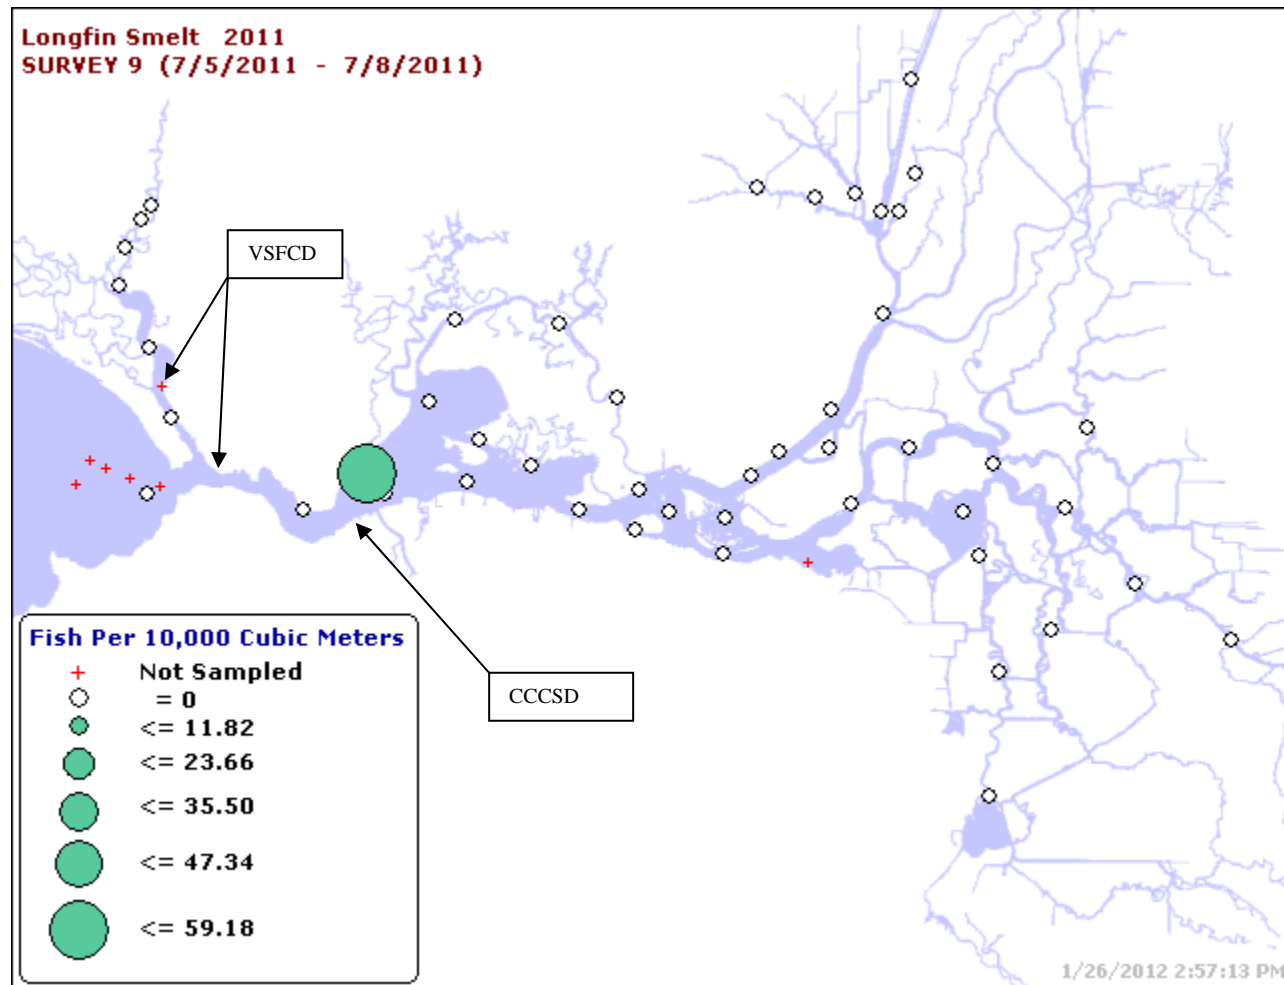 Longfin Smelt 2011
SURVEY 9 (7/5/2011 - 7/8/2011)
VSFCD
CCCSD
Fish Per 10,000 Cubic Meters
+ Not Sampled
= 0
<= 11.82
<= 23.66
<= 35.50
<= 47.34
<= 59.18
1/26/2012 2:57:13 PM